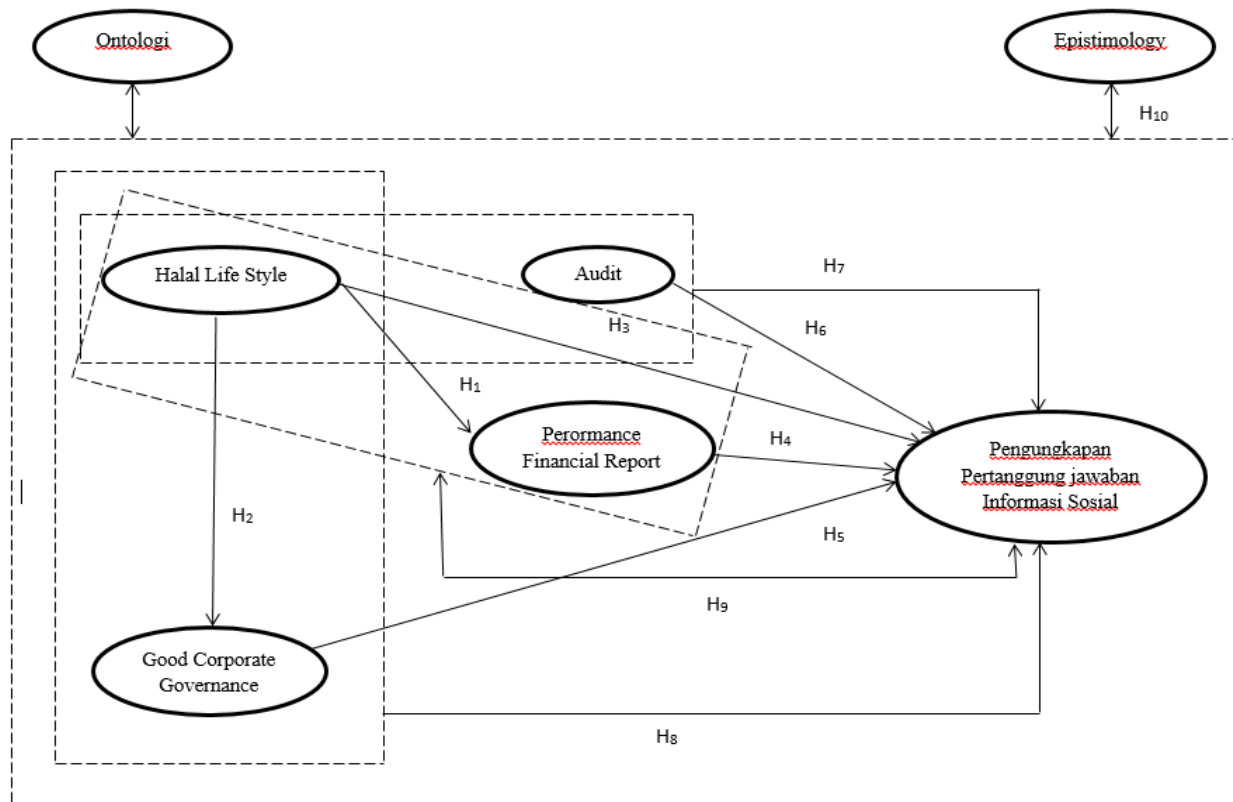 Ontologi
Epistimology
H₁₀
Halal Life Style
Audit
H₇
H₃
H₆
H₁
Perormance
Financial Report
H₄
Pengungkapan
Pertanggung jawaban
Informasi Sosial
H₂
H₅
H₉
Good Corporate
Governance
H₈